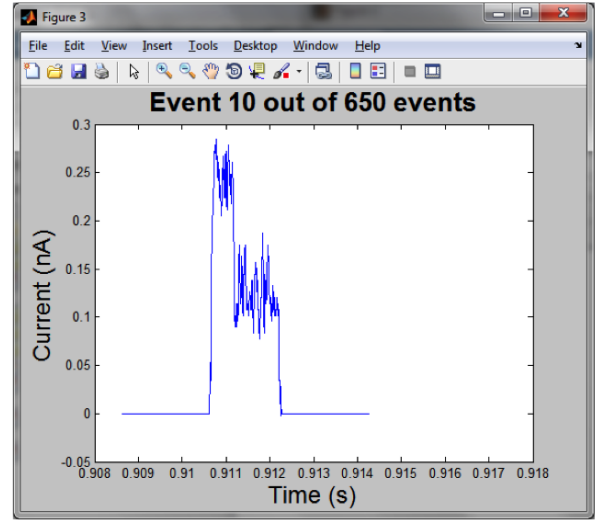 Figure 3
File Edit View Insert Tools Desktop Window Help
Event 10 out of 650 events
0.3
0.25
0.2
0.15
0.1
0.05
0
-0.05
Current (nA)
0.908 0.909 0.91 0.911 0.912 0.913 0.914 0.915 0.916 0.917 0.918
Time (s)